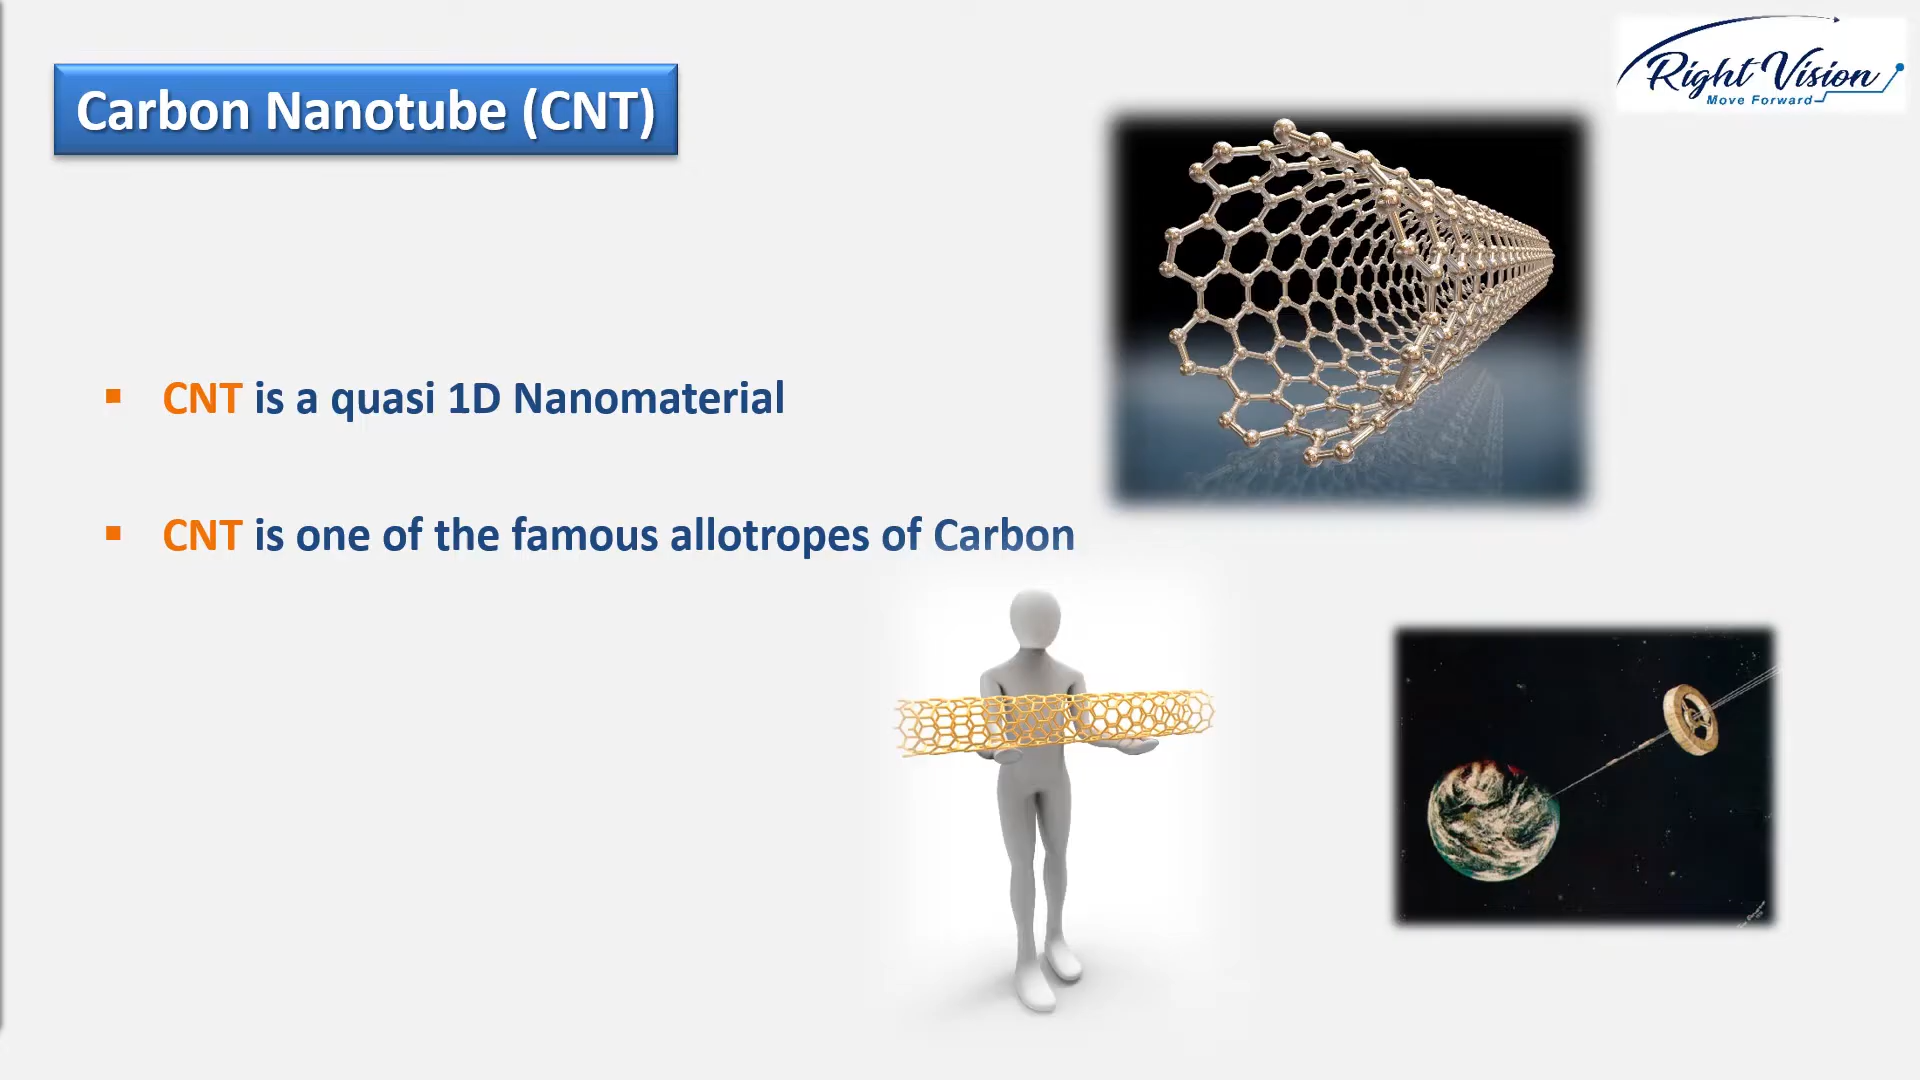 Right Vision
Move Forward
Carbon Nanotube (CNT)
▪ CNT is a quasi 1D Nanomaterial
▪ CNT is one of the famous allotropes of Carbon